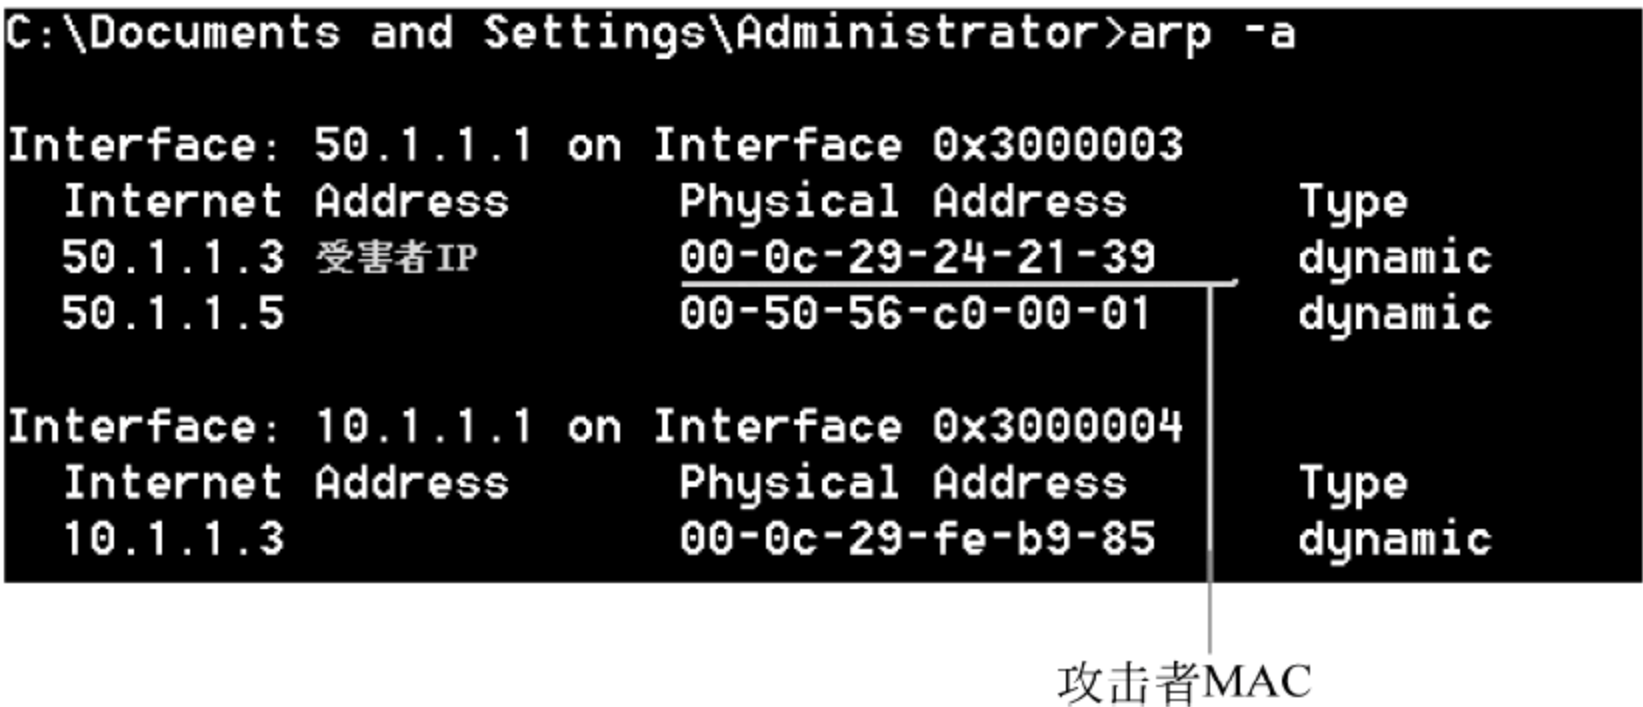 C:\Documents and Settings\Administrator>arp -a
Interface: 50.1.1.1 on Interface 0x3000003
Internet Address Physical Address Type
50.1.1.3 受害者IP 00-0c-29-24-21-39 dynamic
50.1.1.5 00-50-56-c0-00-01 dynamic
Interface: 10.1.1.1 on Interface 0x3000004
Internet Address Physical Address Type
10.1.1.3 00-0c-29-fe-b9-85 dynamic
攻击者MAC